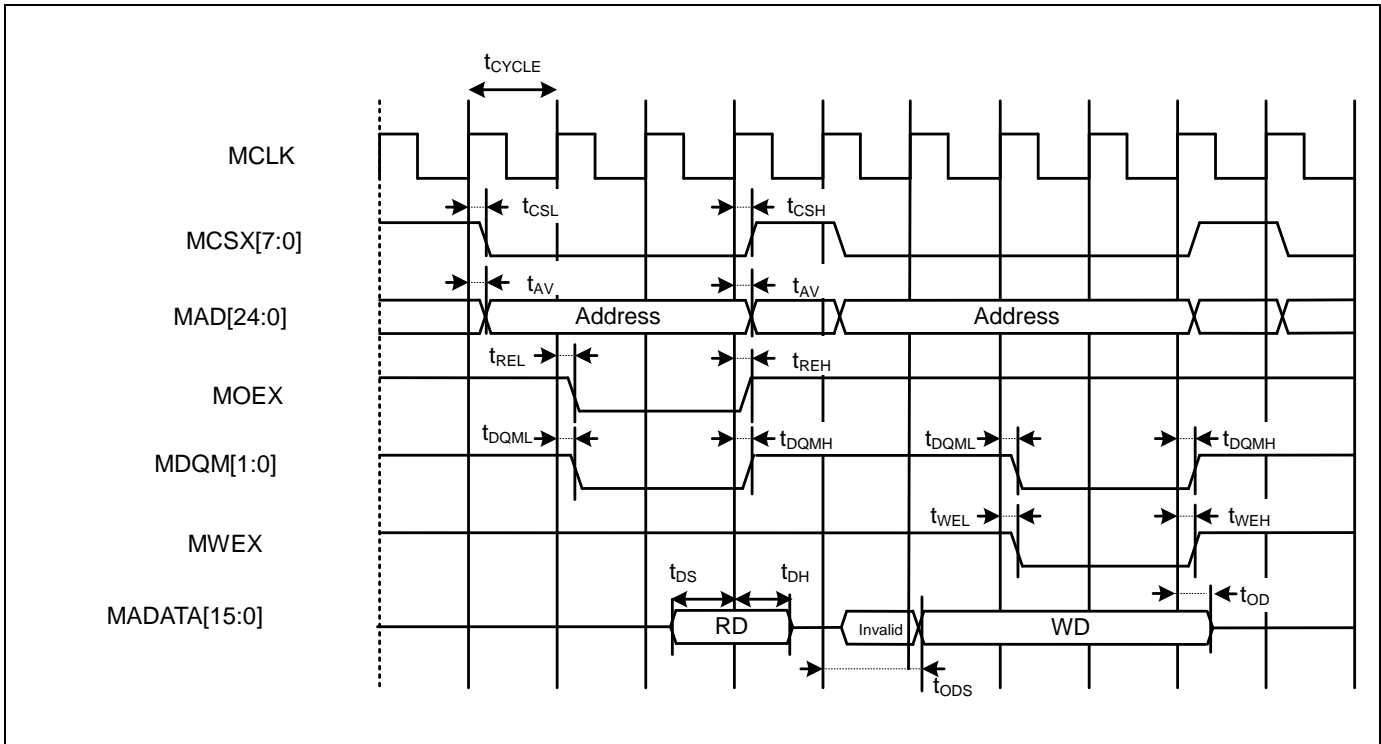 tCYCLE
MCLK
tCSL
tCSH
MCSX[7:0]
tAV
tAV
MAD[24:0]
Address
Address
tREL
tREH
MOEX
tDQML
tDQMH
tDQML
tDQMH
MDQM[1:0]
tWEL
tWEH
MWEX
tDS
tDH
tOD
MADATA[15:0]
RD
Invalid
WD
tODS